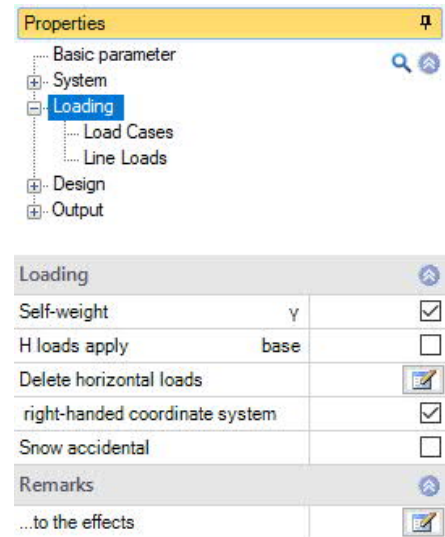 Properties
Basic parameter
System
Loading
Load Cases
Line Loads
Design
Output
Loading
Self-weight γ
H loads apply base
Delete horizontal loads
right-handed coordinate system
Snow accidental
Remarks
...to the effects